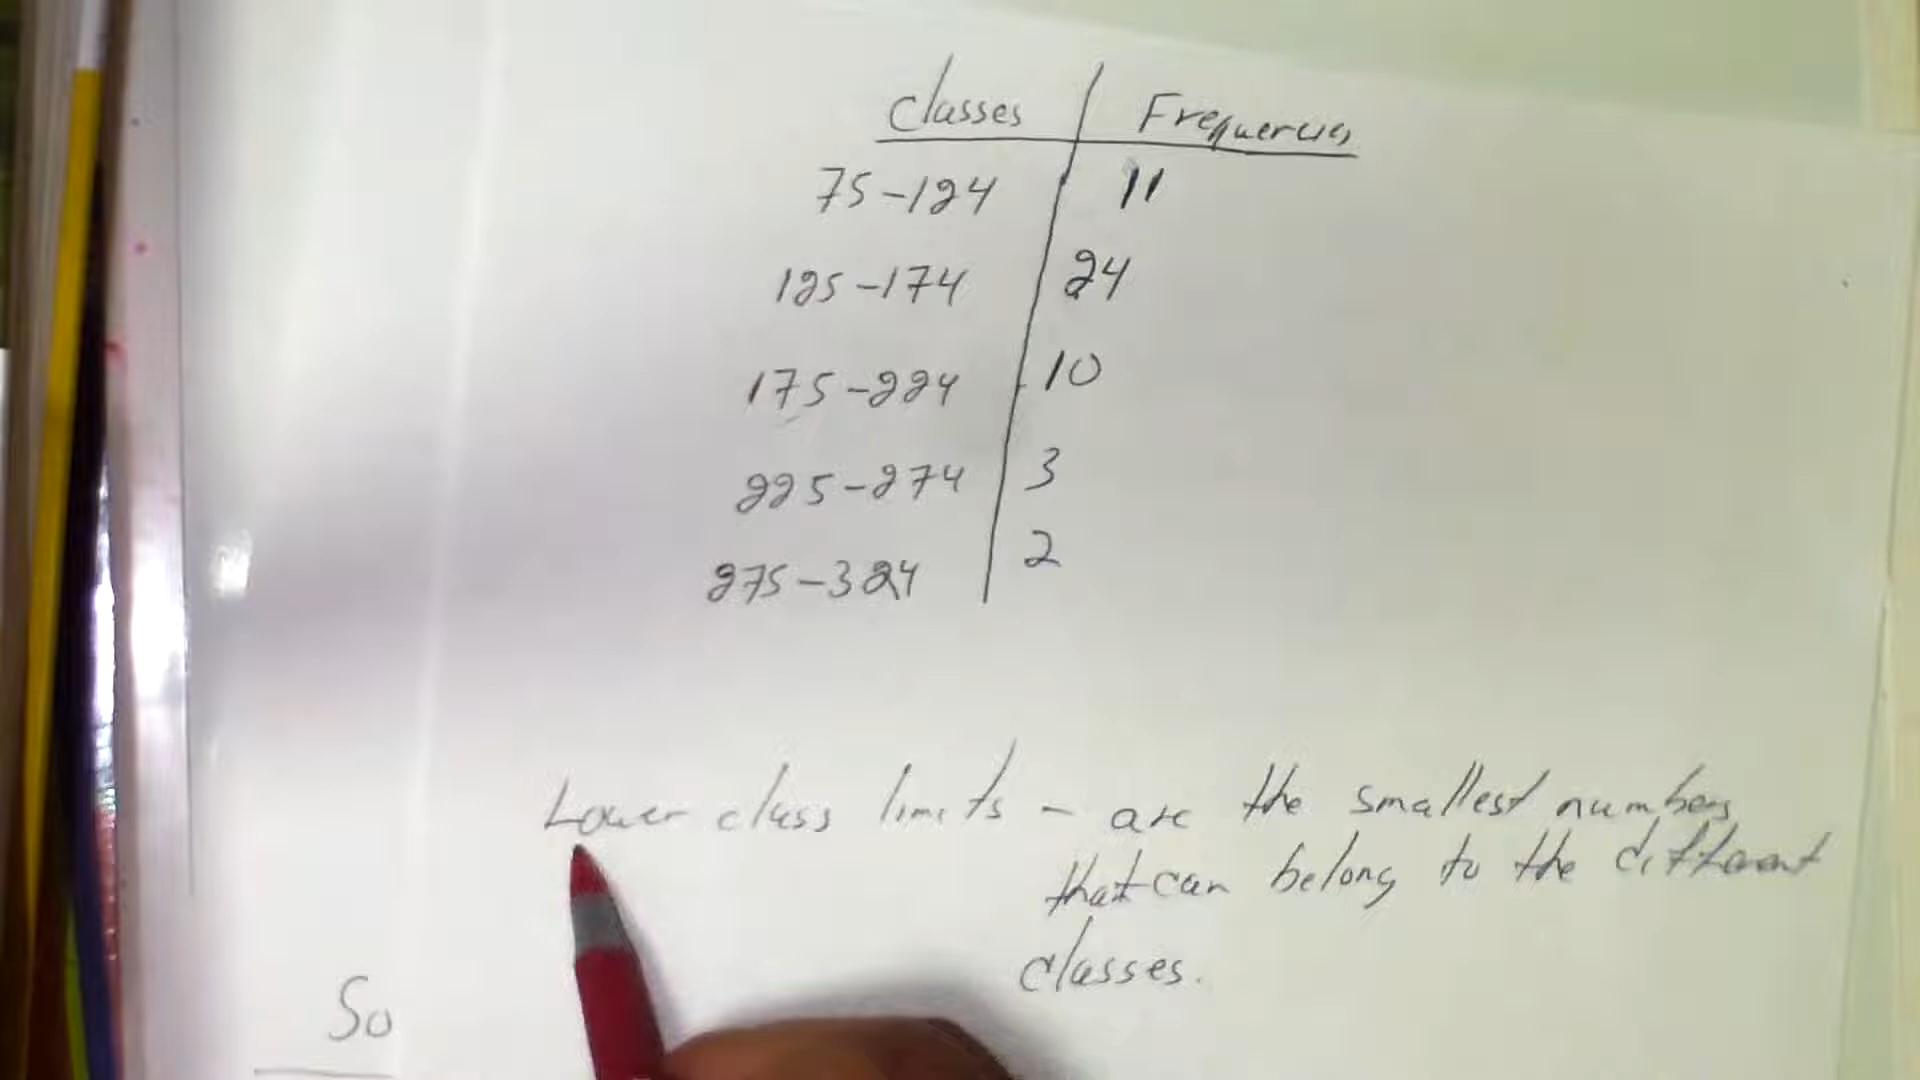 Classes Frequencies
75-124 11
125-174 24
175-224 10
225-274 3
275-324 2
Lower class limits - are the smallest numbers
that can belong to the different
classes.
So